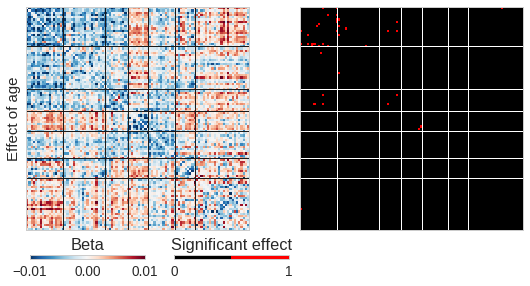 Effect of age
Beta
−0.01 0.00 0.01
Significant effect
0 1